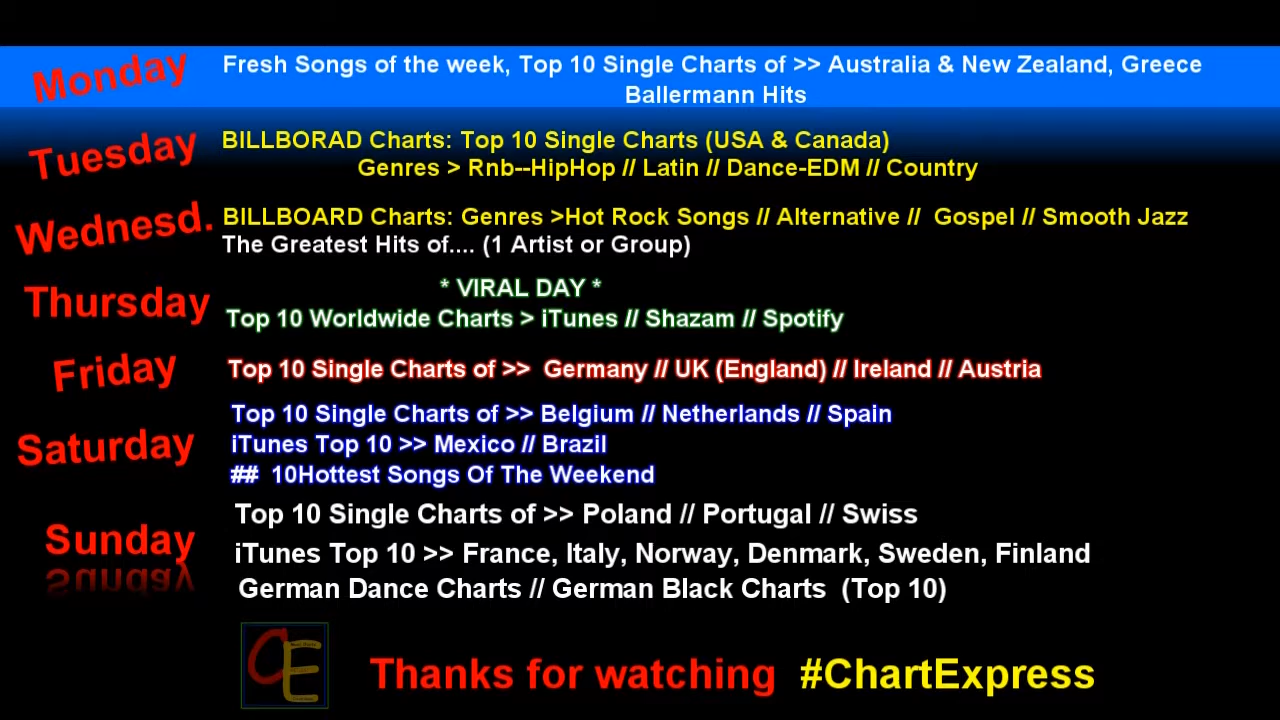 Monday
Fresh Songs of the week, Top 10 Single Charts of >> Australia & New Zealand, Greece
Ballermann Hits
Tuesday
BILLBORAD Charts: Top 10 Single Charts (USA & Canada)
Genres > Rnb--HipHop // Latin // Dance-EDM // Country
Wednesd.
BILLBOARD Charts: Genres >Hot Rock Songs // Alternative // Gospel // Smooth Jazz
The Greatest Hits of.... (1 Artist or Group)
Thursday
* VIRAL DAY *
Top 10 Worldwide Charts > iTunes // Shazam // Spotify
Friday
Top 10 Single Charts of >> Germany // UK (England) // Ireland // Austria
Saturday
Top 10 Single Charts of >> Belgium // Netherlands // Spain
iTunes Top 10 >> Mexico // Brazil
## 10Hottest Songs Of The Weekend
Sunday
Top 10 Single Charts of >> Poland // Portugal // Swiss
iTunes Top 10 >> France, Italy, Norway, Denmark, Sweden, Finland
German Dance Charts // German Black Charts (Top 10)
CE
Thanks for watching #ChartExpress